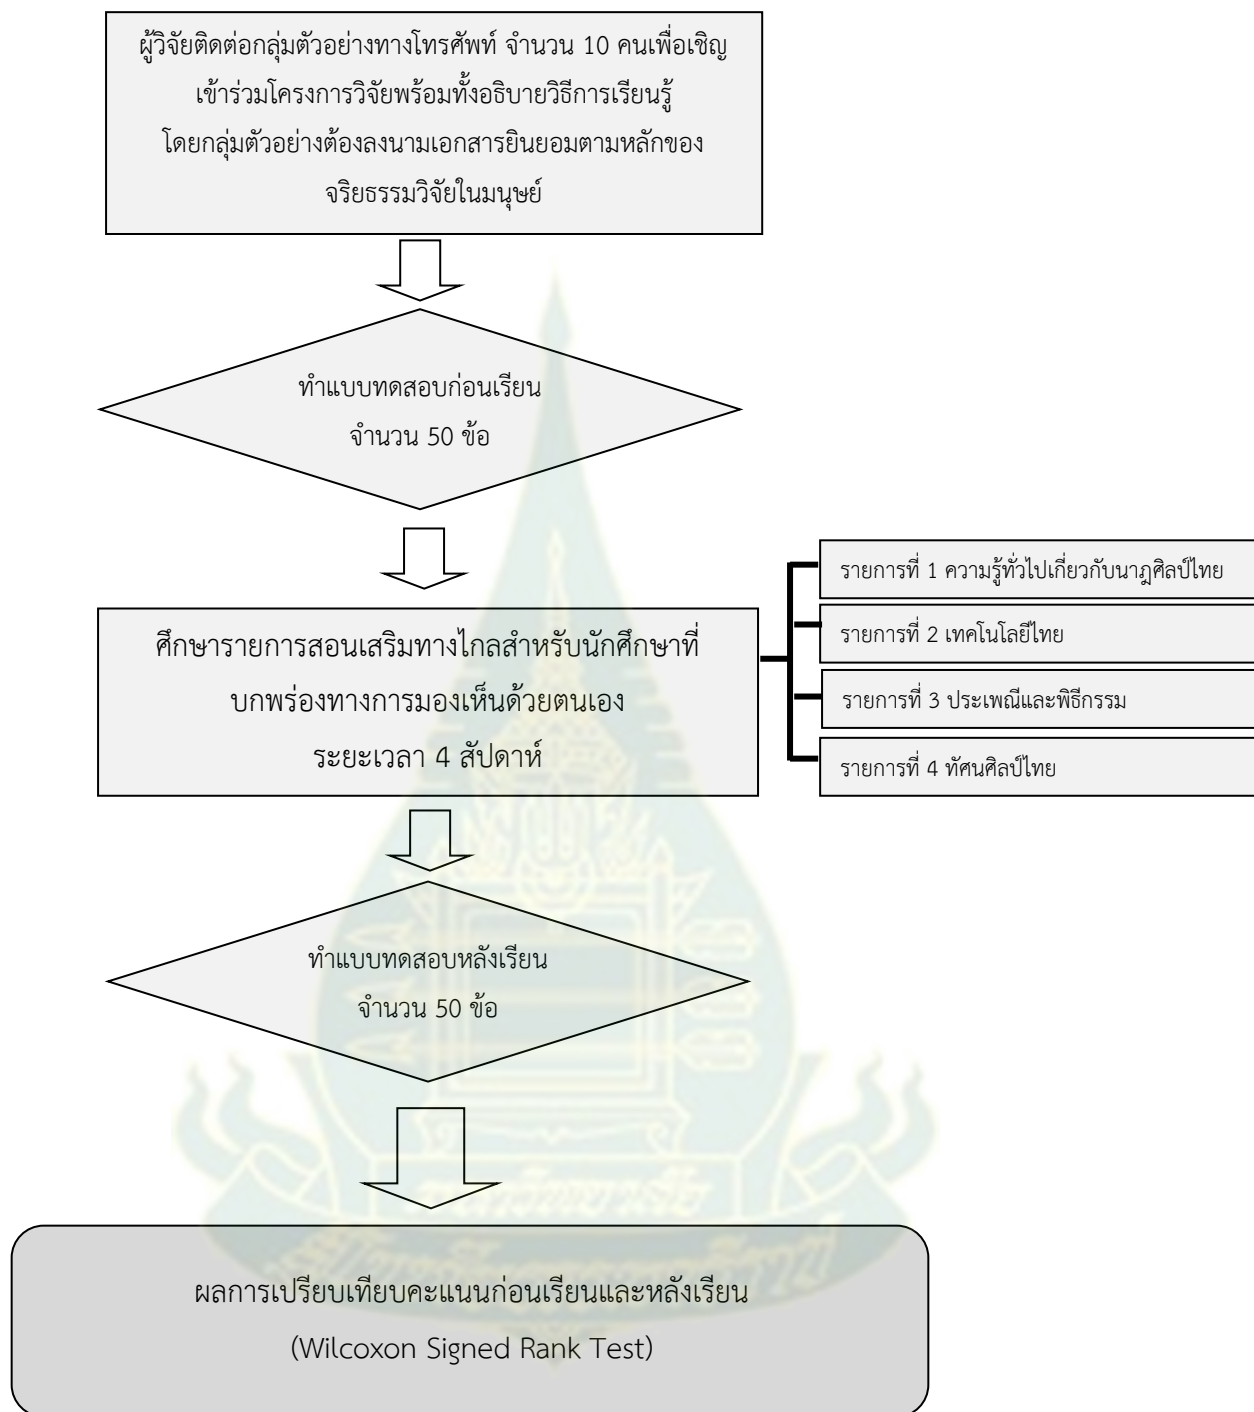 ผู้วิจัยติดต่อกลุ่มตัวอย่างทางโทรศัพท์ จำนวน 10 คนเพื่อเชิญ
เข้าร่วมโครงการวิจัยพร้อมทั้งอธิบายวิธีการเรียนรู้
โดยกลุ่มตัวอย่างต้องลงนามเอกสารยินยอมตามหลักของ
จริยธรรมวิจัยในมนุษย์
ทำแบบทดสอบก่อนเรียน
จำนวน 50 ข้อ
ศึกษารายการสอนเสริมทางไกลสำหรับนักศึกษาที่
บกพร่องทางการมองเห็นด้วยตนเอง
ระยะเวลา 4 สัปดาห์
รายการที่ 1 ความรู้ทั่วไปเกี่ยวกับนาฏศิลป์ไทย
รายการที่ 2 เทคโนโลยีไทย
รายการที่ 3 ประเพณีและพิธีกรรม
รายการที่ 4 ทัศนศิลป์ไทย
ทำแบบทดสอบหลังเรียน
จำนวน 50 ข้อ
ผลการเปรียบเทียบคะแนนก่อนเรียนและหลังเรียน
(Wilcoxon Signed Rank Test)